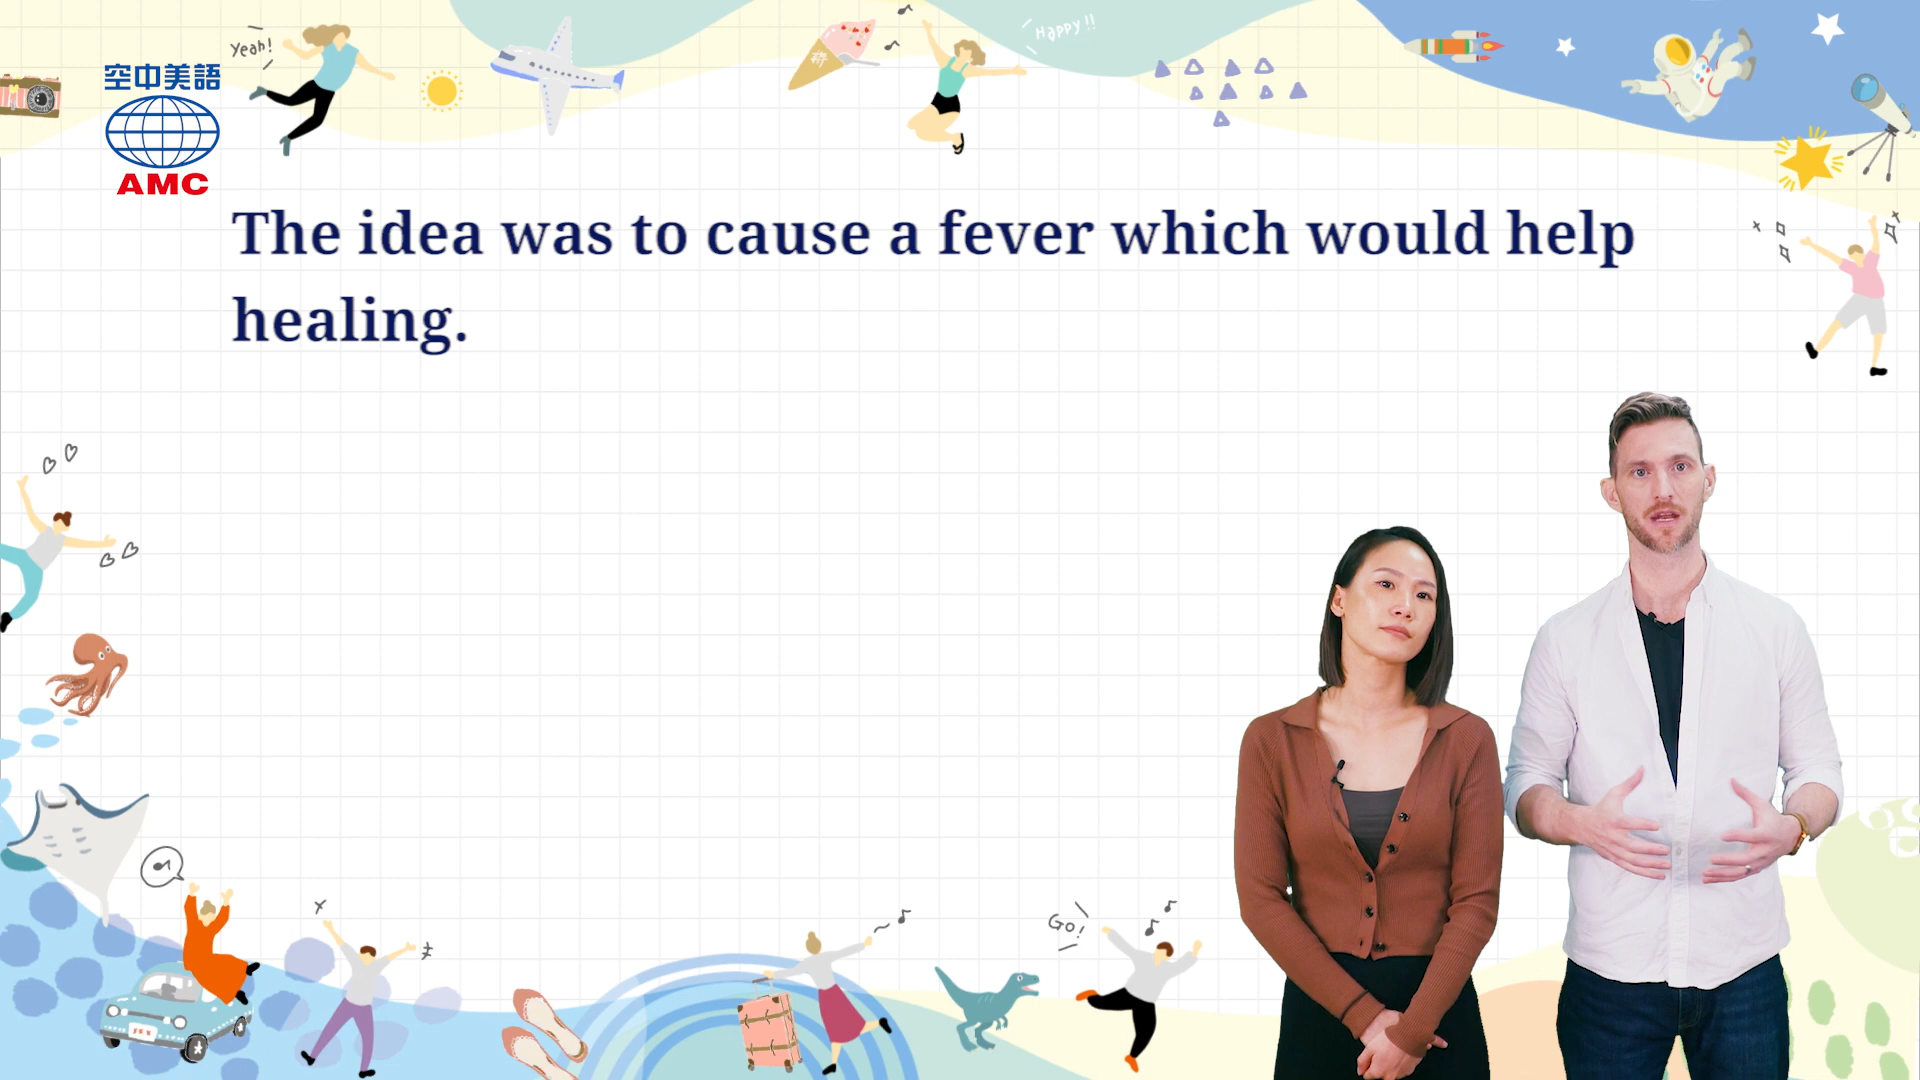 Yeah!
Happy!!
空中美語
AMC
The idea was to cause a fever which would help
healing.
Go!